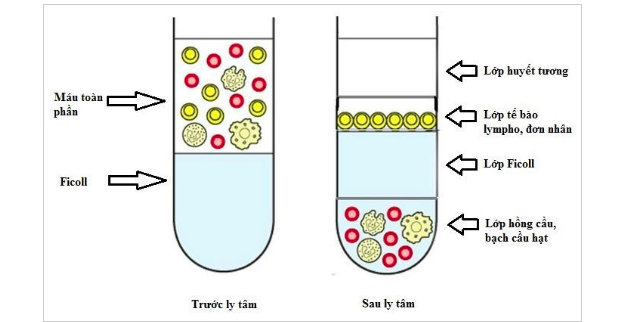 Máu toàn
phần
Ficoll
Trước ly tâm
Lớp huyết tương
Lớp tế bào
lympho, đơn nhân
Lớp Ficoll
Lớp hồng cầu,
bạch cầu hạt
Sau ly tâm